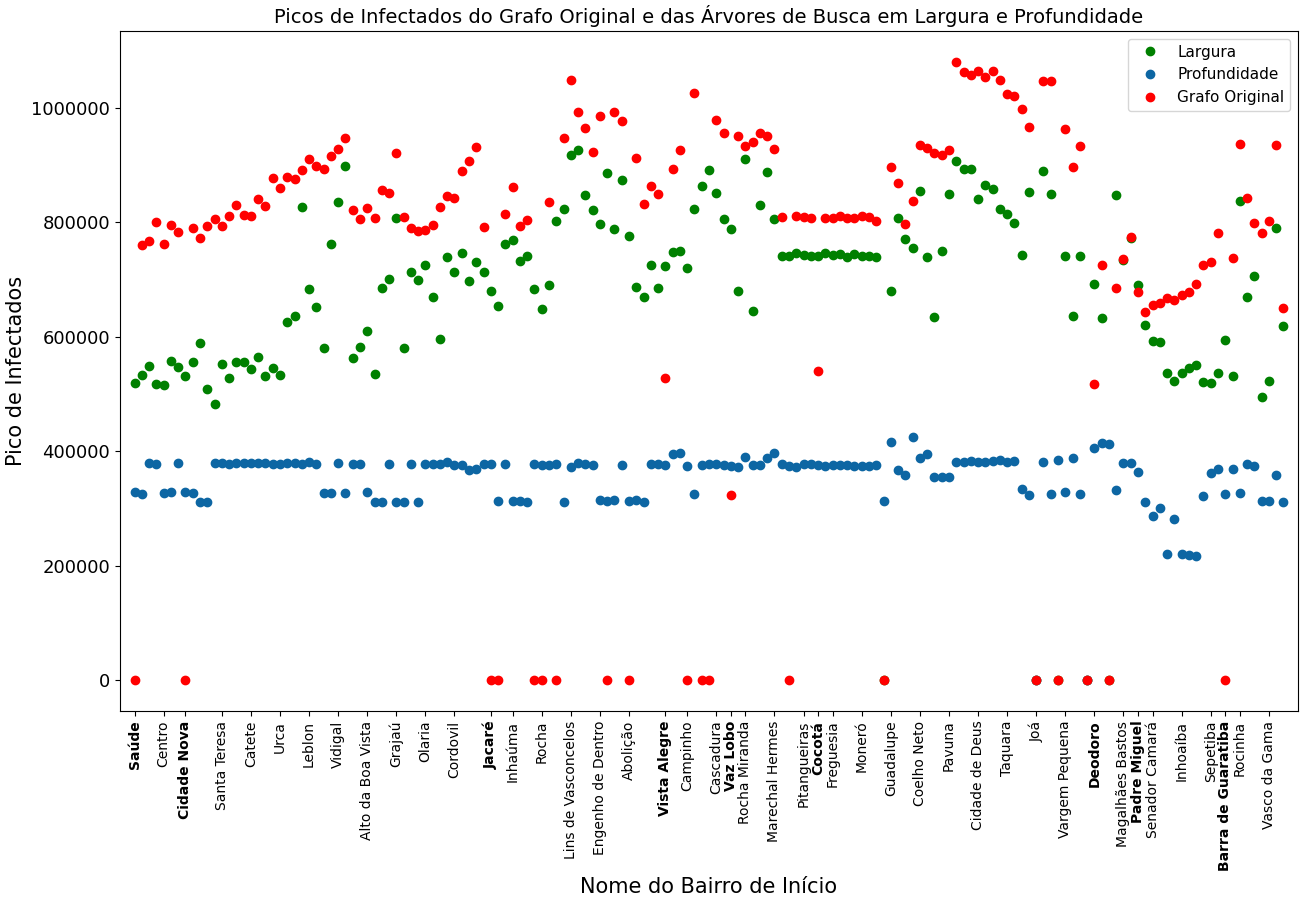 Picos de Infectados do Grafo Original e das Árvores de Busca em Largura e Profundidade
Largura
Profundidade
Grafo Original
Pico de Infectados
1000000
800000
600000
400000
200000
0
Saúde
Centro
Cidade Nova
Santa Teresa
Catete
Urca
Leblon
Vidigal
Alto da Boa Vista
Grajaú
Olaria
Cordovil
Jacaré
Inhaúma
Rocha
Lins de Vasconcelos
Engenho de Dentro
Abolição
Vista Alegre
Campinho
Cascadura
Vaz Lobo
Rocha Miranda
Marechal Hermes
Pitangueiras
Cocotá
Freguesia
Moneró
Guadalupe
Coelho Neto
Pavuna
Cidade de Deus
Taquara
Joá
Vargem Pequena
Deodoro
Magalhães Bastos
Padre Miguel
Senador Camará
Inhoaíba
Sepetiba
Barra de Guaratiba
Rocinha
Vasco da Gama
Nome do Bairro de Início